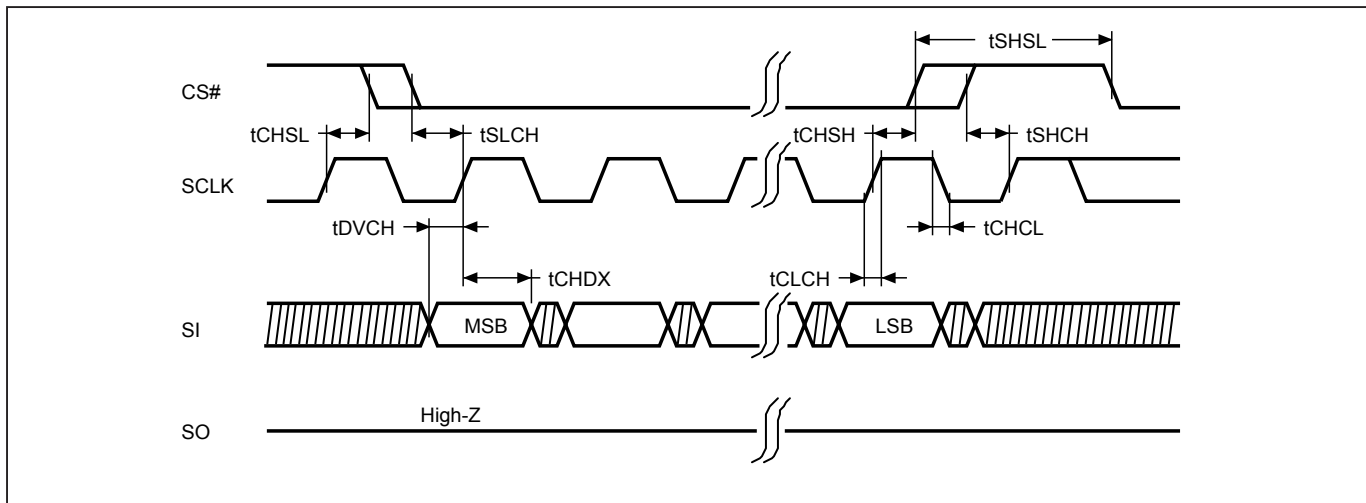 tSHSL
CS#
tCHSL
tSLCH
tCHSH
tSHCH
SCLK
tDVCH
tCHCL
tCHDX
tCLCH
SI
MSB
LSB
High-Z
SO